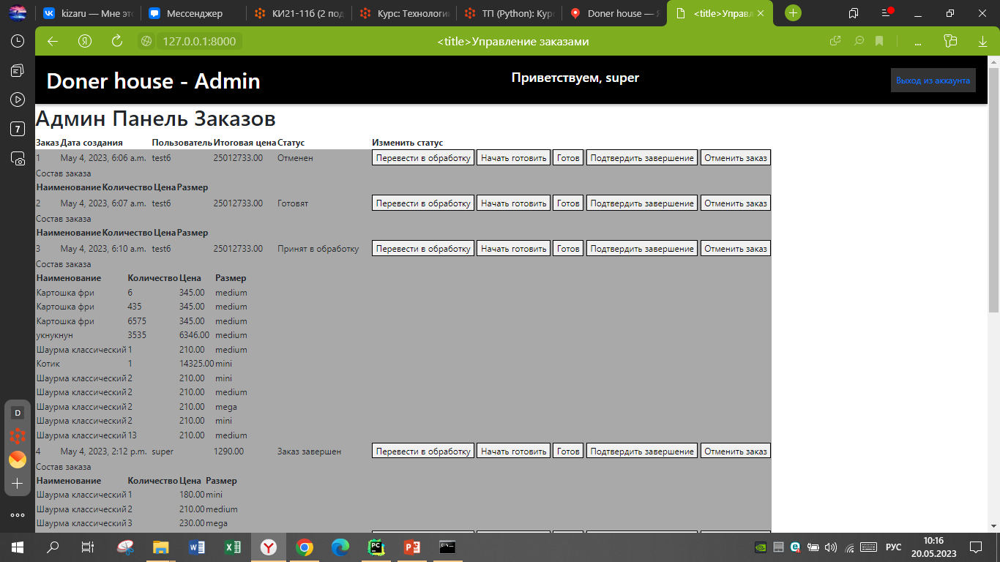 kizaru — Мне это
Мессенджер
КИ21-11б (2 под
Курс: Технологи
ТП (Python): Кур
Doner house — Я
<title>Управл
127.0.0.1:8000
<title>Управление заказами
Doner house - Admin
Приветствуем, super
Выход из аккаунта
Админ Панель Заказов
Заказ Дата создания Пользователь Итоговая цена Статус Изменить статус
1 May 4, 2023, 6:06 a.m. test6 25012733.00 Отменен Перевести в обработку Начать готовить Готов Подтвердить завершение Отменить заказ
Состав заказа
Наименование Количество Цена Размер
2 May 4, 2023, 6:07 a.m. test6 25012733.00 Готовят Перевести в обработку Начать готовить Готов Подтвердить завершение Отменить заказ
Состав заказа
Наименование Количество Цена Размер
3 May 4, 2023, 6:10 a.m. test6 25012733.00 Принят в обработку Перевести в обработку Начать готовить Готов Подтвердить завершение Отменить заказ
Состав заказа
Наименование Количество Цена Размер
Картошка фри 6 345.00 medium
Картошка фри 435 345.00 medium
Картошка фри 6575 345.00 medium
укнукнун 3535 6346.00 medium
Шаурма классический 1 210.00 medium
Котик 1 14325.00 mini
Шаурма классический 2 210.00 mini
Шаурма классический 2 210.00 medium
Шаурма классический 2 210.00 mega
Шаурма классический 2 210.00 mini
Шаурма классический 13 210.00 medium
4 May 4, 2023, 2:12 p.m. super 1290.00 Заказ завершен Перевести в обработку Начать готовить Готов Подтвердить завершение Отменить заказ
Состав заказа
Наименование Количество Цена Размер
Шаурма классический 1 180.00 mini
Шаурма классический 2 210.00 medium
Шаурма классический 3 230.00 mega
7
D
РУС
10:16
20.05.2023